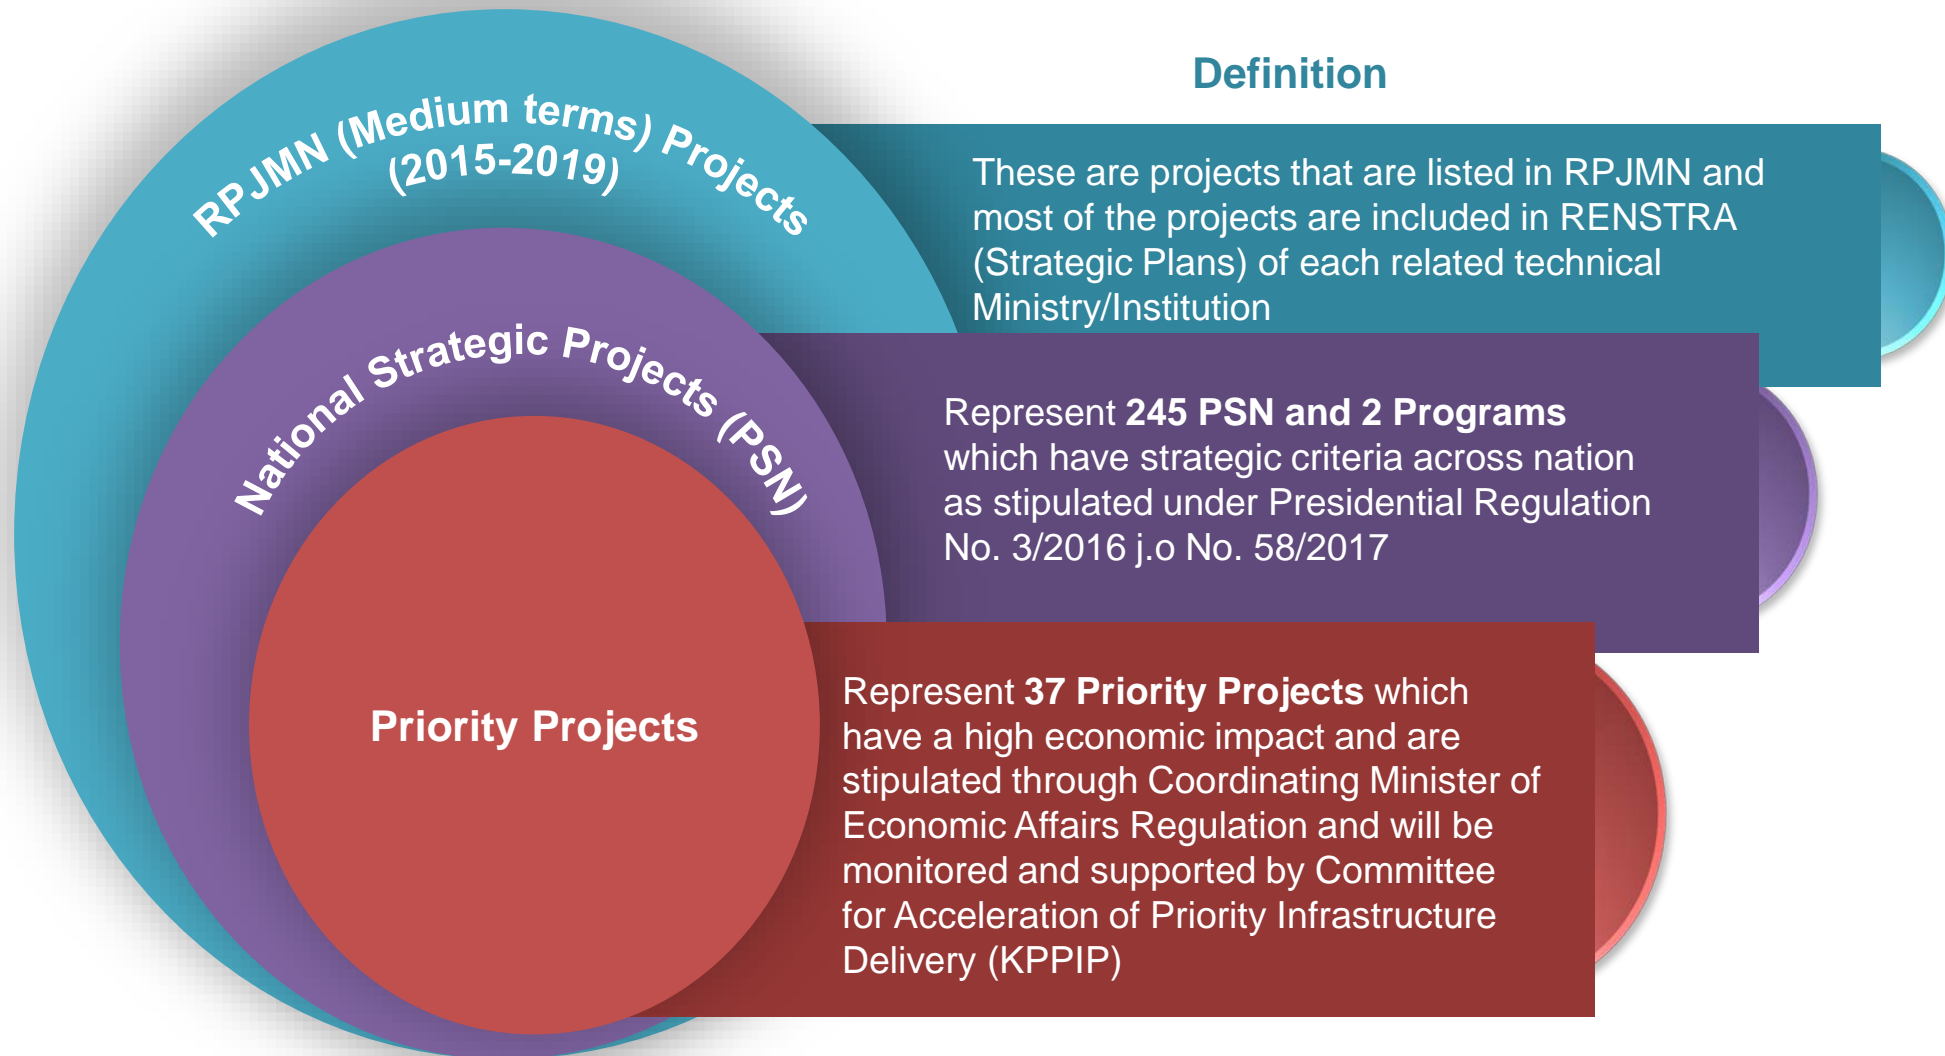 Definition
RPJMN (Medium terms) Projects
(2015-2019)
These are projects that are listed in RPJMN and
most of the projects are included in RENSTRA
(Strategic Plans) of each related technical
Ministry/Institution
National Strategic Projects (PSN)
Represent 245 PSN and 2 Programs
which have strategic criteria across nation
as stipulated under Presidential Regulation
No. 3/2016 j.o No. 58/2017
Priority Projects
Represent 37 Priority Projects which
have a high economic impact and are
stipulated through Coordinating Minister of
Economic Affairs Regulation and will be
monitored and supported by Committee
for Acceleration of Priority Infrastructure
Delivery (KPPIP)